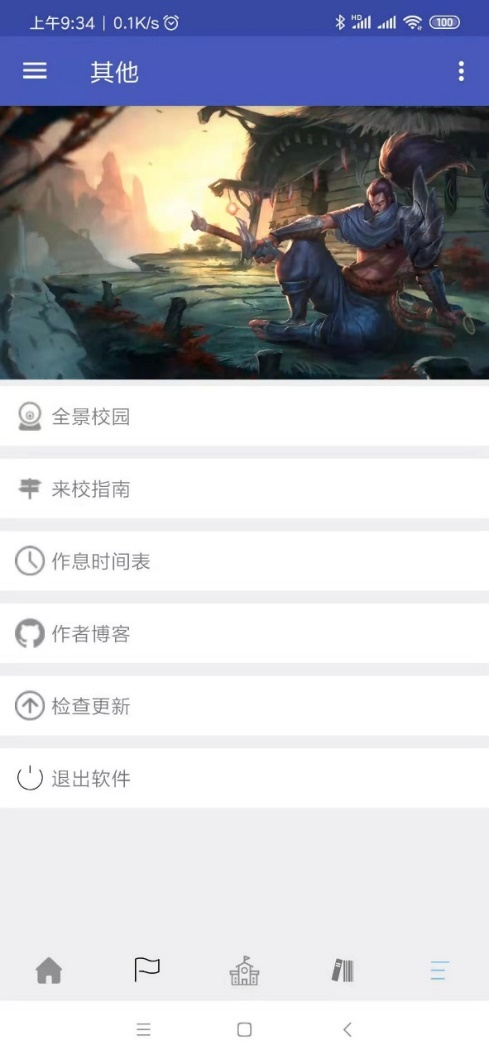 上午9:34 | 0.1K/s
HD
100
其他
全景校园
来校指南
作息时间表
作者博客
检查更新
退出软件